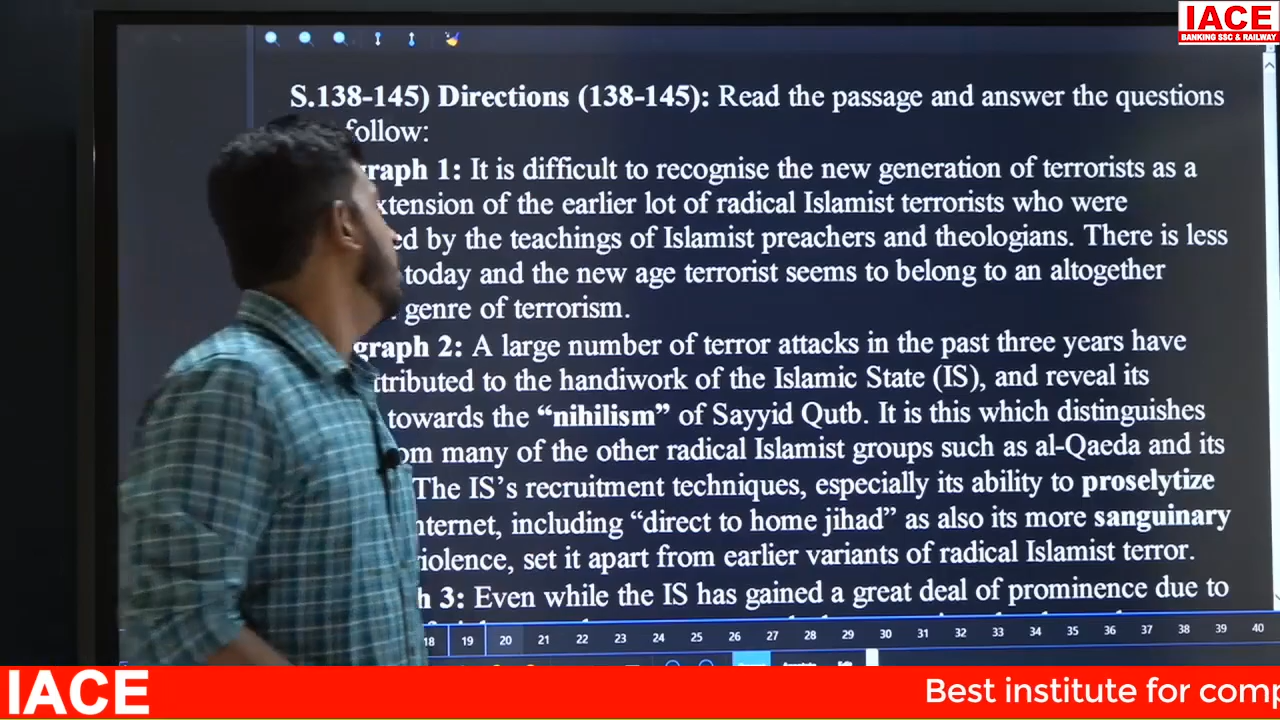 IACE
BANKING SSC & RAILWAY
S.138-145) Directions (138-145): Read the passage and answer the questions
follow:
graph 1: It is difficult to recognise the new generation of terrorists as a
xtension of the earlier lot of radical Islamist terrorists who were
ed by the teachings of Islamist preachers and theologians. There is less
today and the new age terrorist seems to belong to an altogether
genre of terrorism.
graph 2: A large number of terror attacks in the past three years have
ttributed to the handiwork of the Islamic State (IS), and reveal its
towards the “nihilism” of Sayyid Qutb. It is this which distinguishes
om many of the other radical Islamist groups such as al-Qaeda and its
The IS’s recruitment techniques, especially its ability to proselytize
nternet, including “direct to home jihad” as also its more sanguinary
iolence, set it apart from earlier variants of radical Islamist terror.
h 3: Even while the IS has gained a great deal of prominence due to
18 19 20 21 22 23 24 25 26 27 28 29 30 31 32 33 34 35 36 37 38 39 40
IACE
Best institute for comp